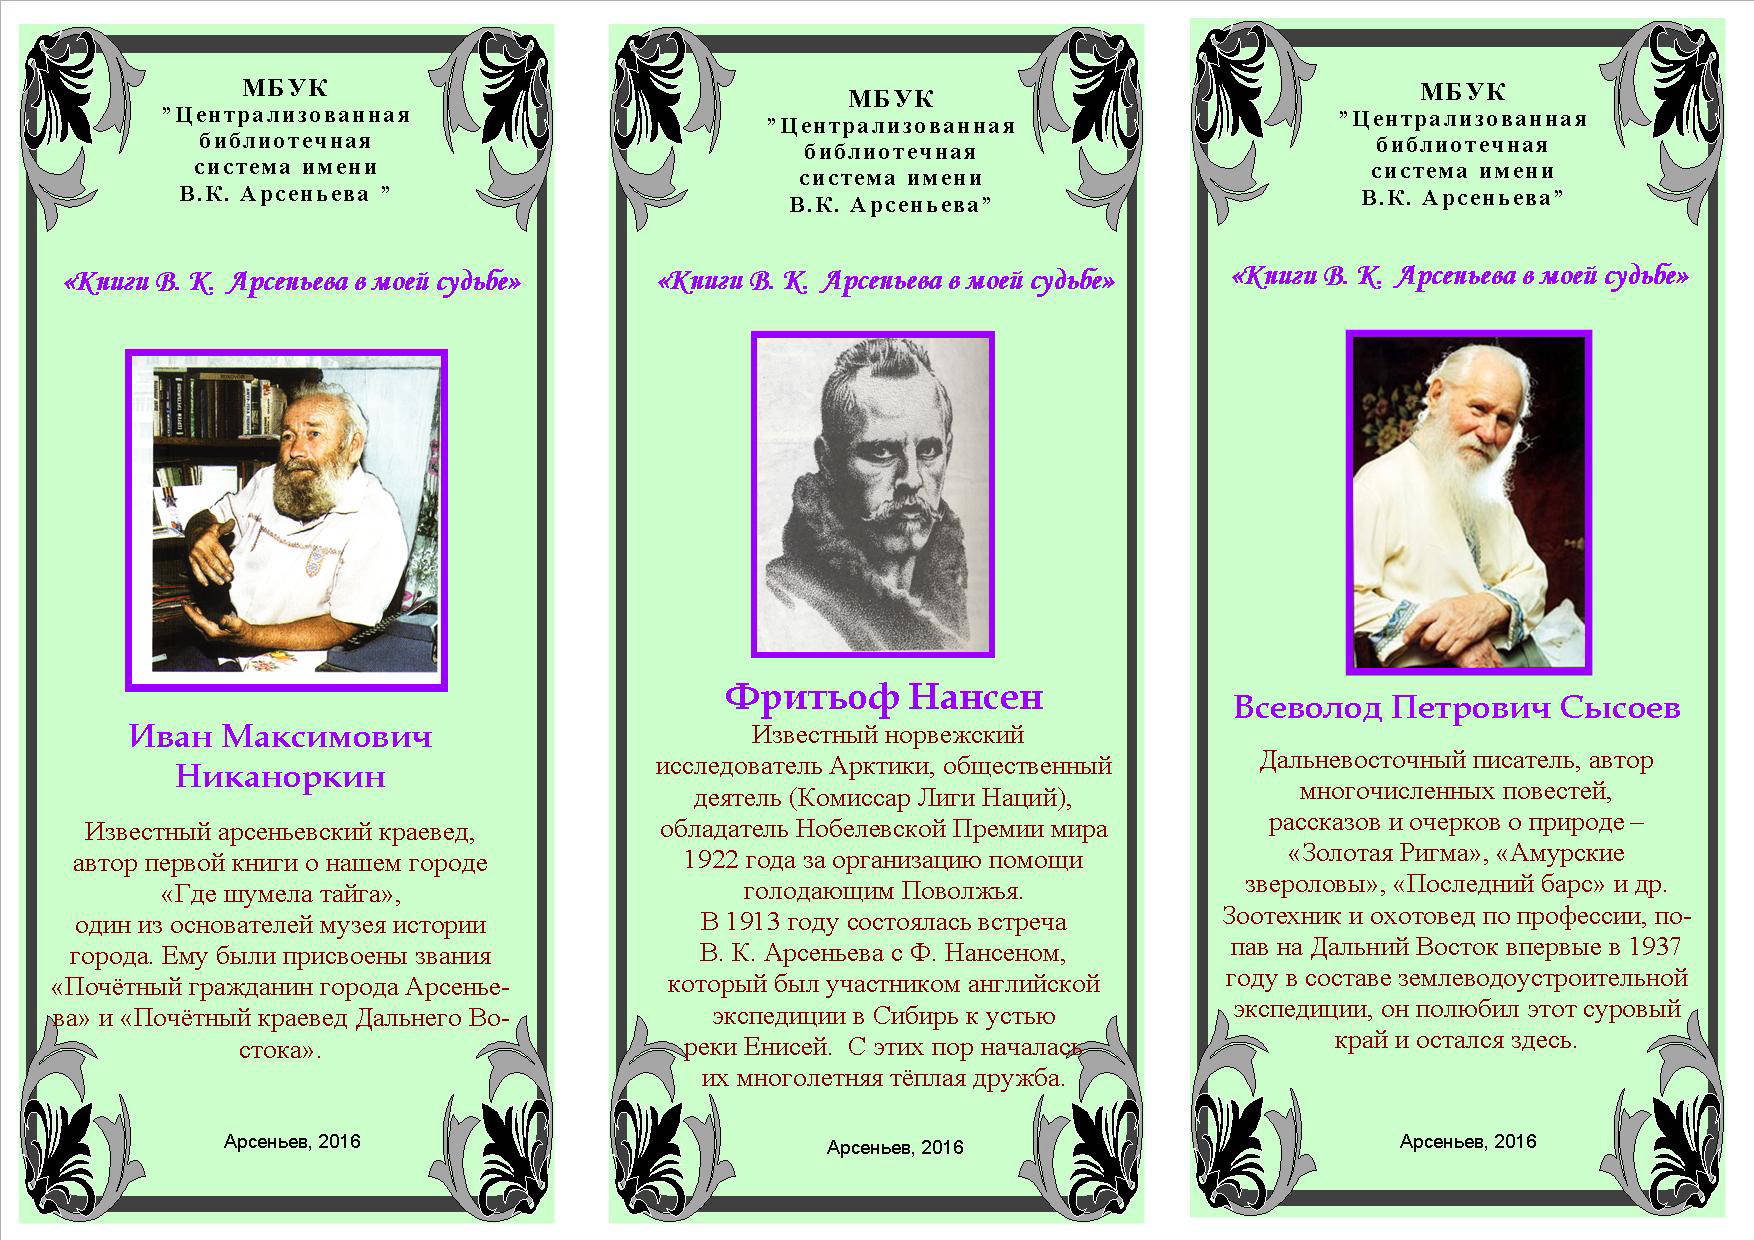 МБУК
”Централизованная
библиотечная
система имени
В.К. Арсеньева ”
«Книги В. К. Арсеньева в моей судьбе»
Иван Максимович
Никаноркин
Известный арсеньевский краевед,
автор первой книги о нашем городе
«Где шумела тайга»,
один из основателей музея истории
города. Ему были присвоены звания
«Почётный гражданин города Арсенье-
ва» и «Почётный краевед Дальнего Во-
стока».
Арсеньев, 2016
МБУК
”Централизованная
библиотечная
система имени
В.К. Арсеньева”
«Книги В. К. Арсеньева в моей судьбе»
Фритьоф Нансен
Известный норвежский
исследователь Арктики, общественный
деятель (Комиссар Лиги Наций),
обладатель Нобелевской Премии мира
1922 года за организацию помощи
голодающим Поволжья.
В 1913 году состоялась встреча
В. К. Арсеньева с Ф. Нансеном,
который был участником английской
экспедиции в Сибирь к устью
реки Енисей. С этих пор началась
их многолетняя тёплая дружба.
Арсеньев, 2016
МБУК
”Централизованная
библиотечная
система имени
В.К. Арсеньева”
«Книги В. К. Арсеньева в моей судьбе»
Всеволод Петрович Сысоев
Дальневосточный писатель, автор
многочисленных повестей,
рассказов и очерков о природе –
«Золотая Ригма», «Амурские
звероловы», «Последний барс» и др.
Зоотехник и охотовед по профессии, по-
пав на Дальний Восток впервые в 1937
году в составе землеводоустроительной
экспедиции, он полюбил этот суровый
край и остался здесь.
Арсеньев, 2016